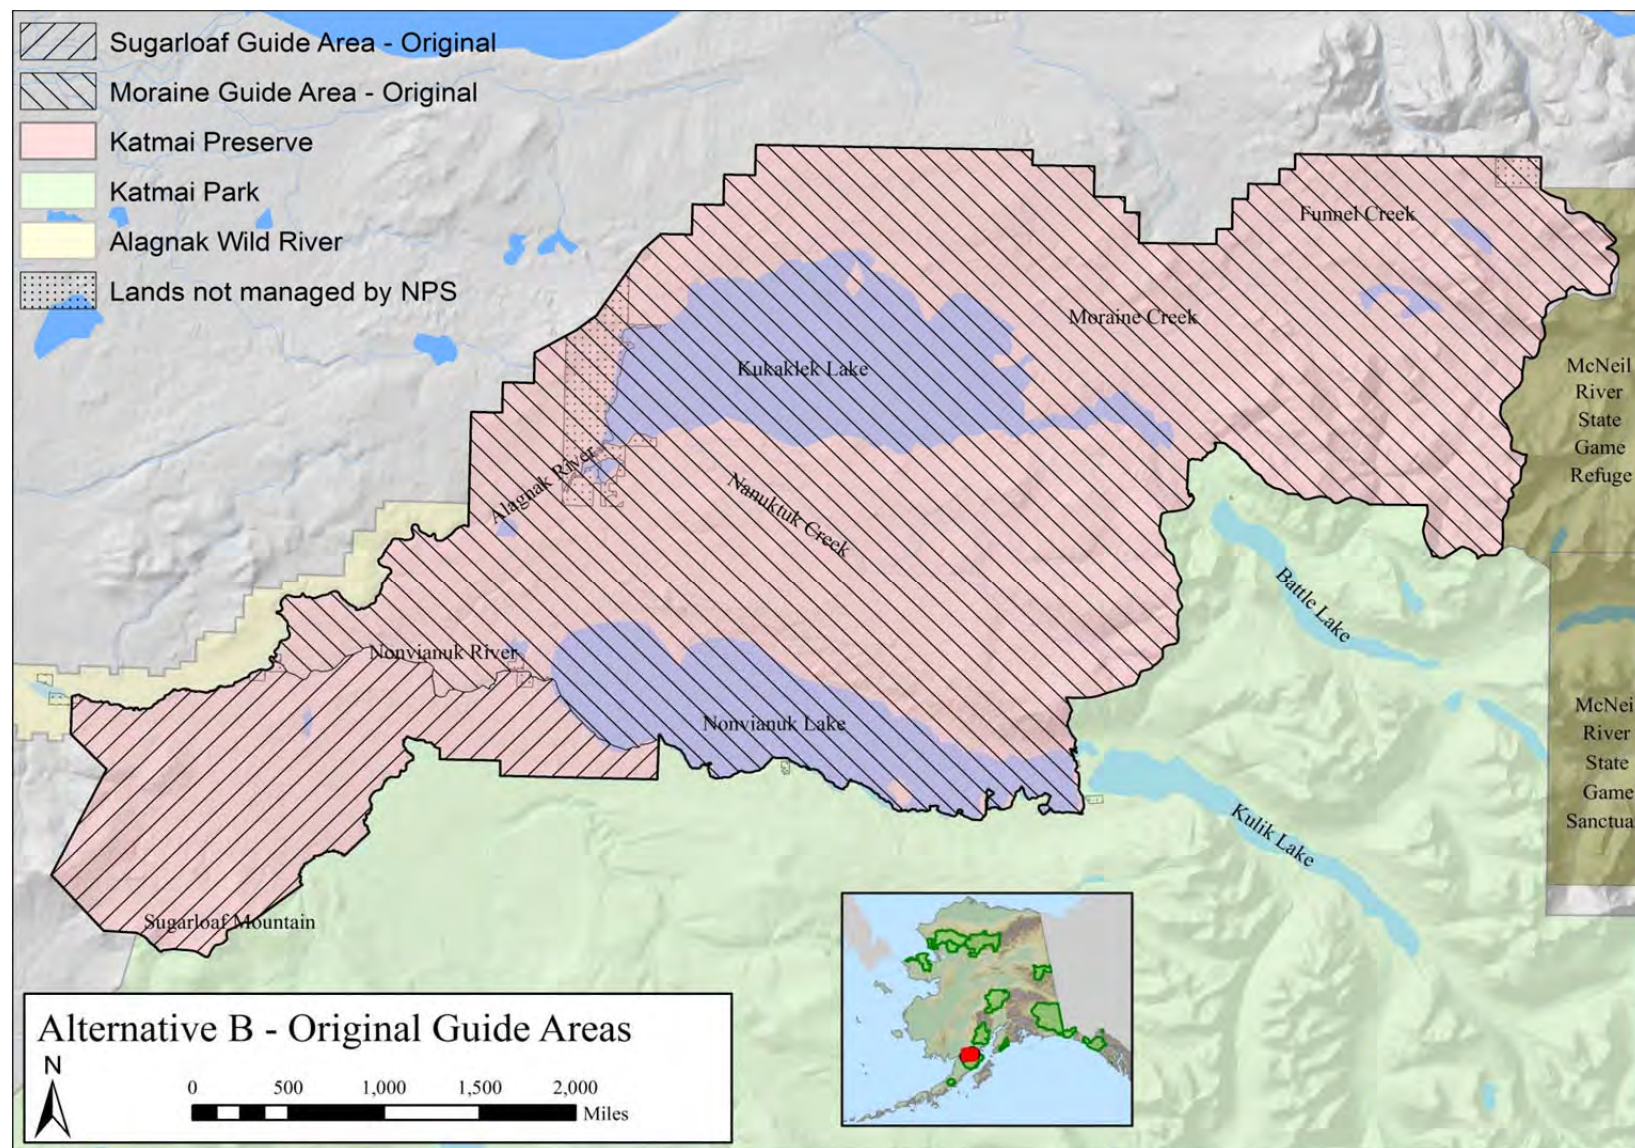 Sugarloaf Guide Area - Original
Moraine Guide Area - Original
Katmai Preserve
Katmai Park
Alagnak Wild River
Lands not managed by NPS
Funnel Creek
Moraine Creek
Kukaklek Lake
McNeil
River
State
Game
Refuge
Alagnak River
Nanuktuk Creek
Battle Lake
Nonvianuk River
Nonvianuk Lake
McNei
River
State
Game
Sanctua
Kulik Lake
Sugarloaf Mountain
Alternative B - Original Guide Areas
N
0 500 1,000 1,500 2,000
Miles